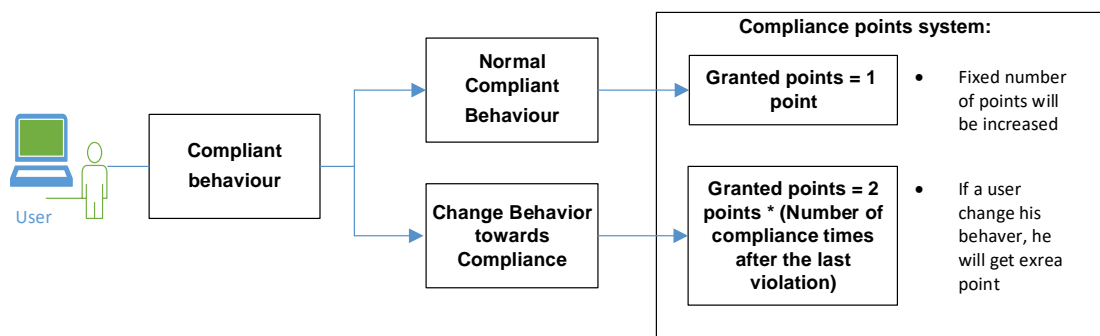 Compliance points system:
Normal
Compliant
Behaviour
Granted points = 1
point
• Fixed number
of points will
be increased
User
Compliant
behaviour
Change Behavior
towards
Compliance
Granted points = 2
points * (Number of
compliance times
after the last
violation)
• If a user
change his
behaver, he
will get exrea
point